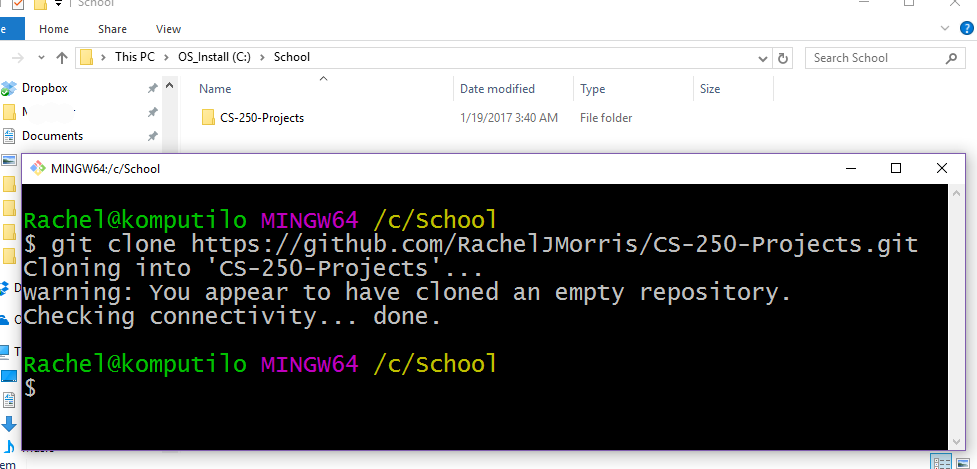 School
e Home Share View
This PC OS_Install (C:) School
Search School
Name Date modified Type Size
Dropbox
CS-250-Projects 1/19/2017 3:40 AM File folder
Documents
MINGW64:/c/School
Rachel@komputilo MINGW64 /c/School
$ git clone https://github.com/RachelJMorris/CS-250-Projects.git
Cloning into 'CS-250-Projects'...
warning: You appear to have cloned an empty repository.
Checking connectivity... done.
Rachel@komputilo MINGW64 /c/School
$
em